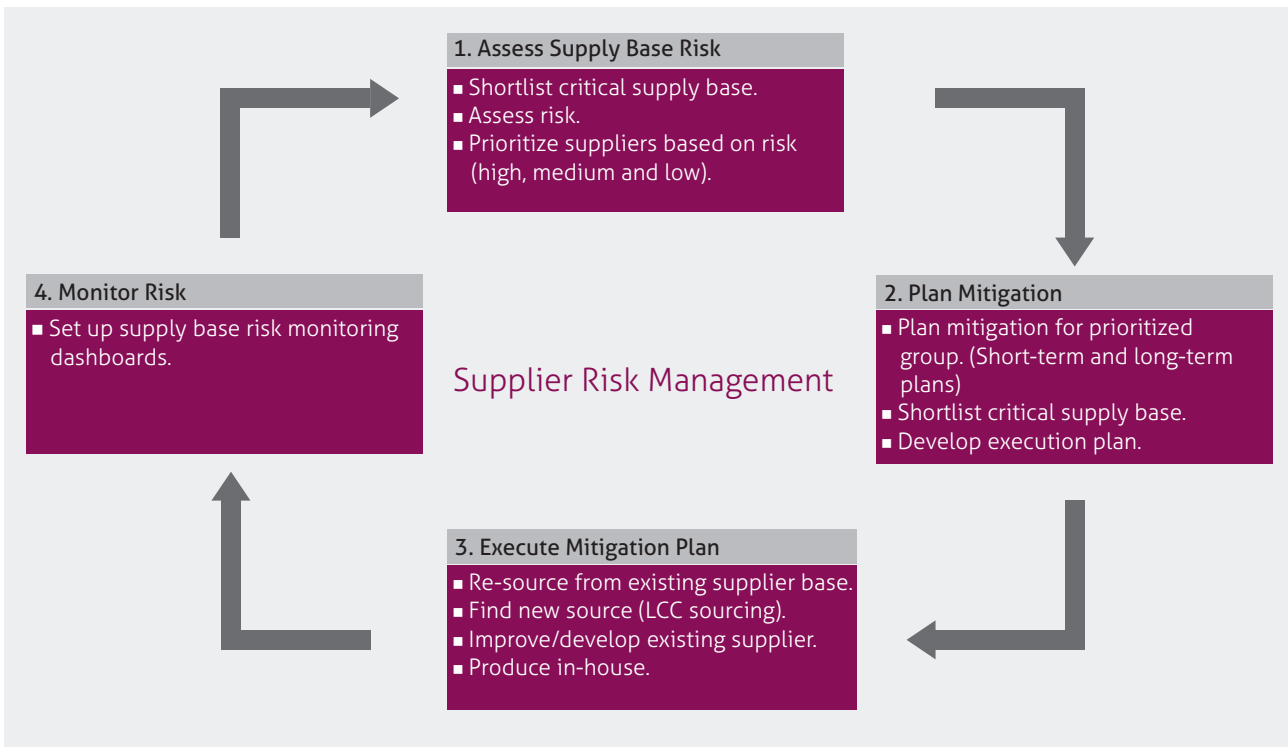 1. Assess Supply Base Risk
■ Shortlist critical supply base.
■ Assess risk.
■ Prioritize suppliers based on risk
(high, medium and low).
2. Plan Mitigation
■ Plan mitigation for prioritized
group. (Short-term and long-term
plans)
■ Shortlist critical supply base.
■ Develop execution plan.
3. Execute Mitigation Plan
■ Re-source from existing supplier base.
■ Find new source (LCC sourcing).
■ Improve/develop existing supplier.
■ Produce in-house.
4. Monitor Risk
■ Set up supply base risk monitoring
dashboards.
Supplier Risk Management